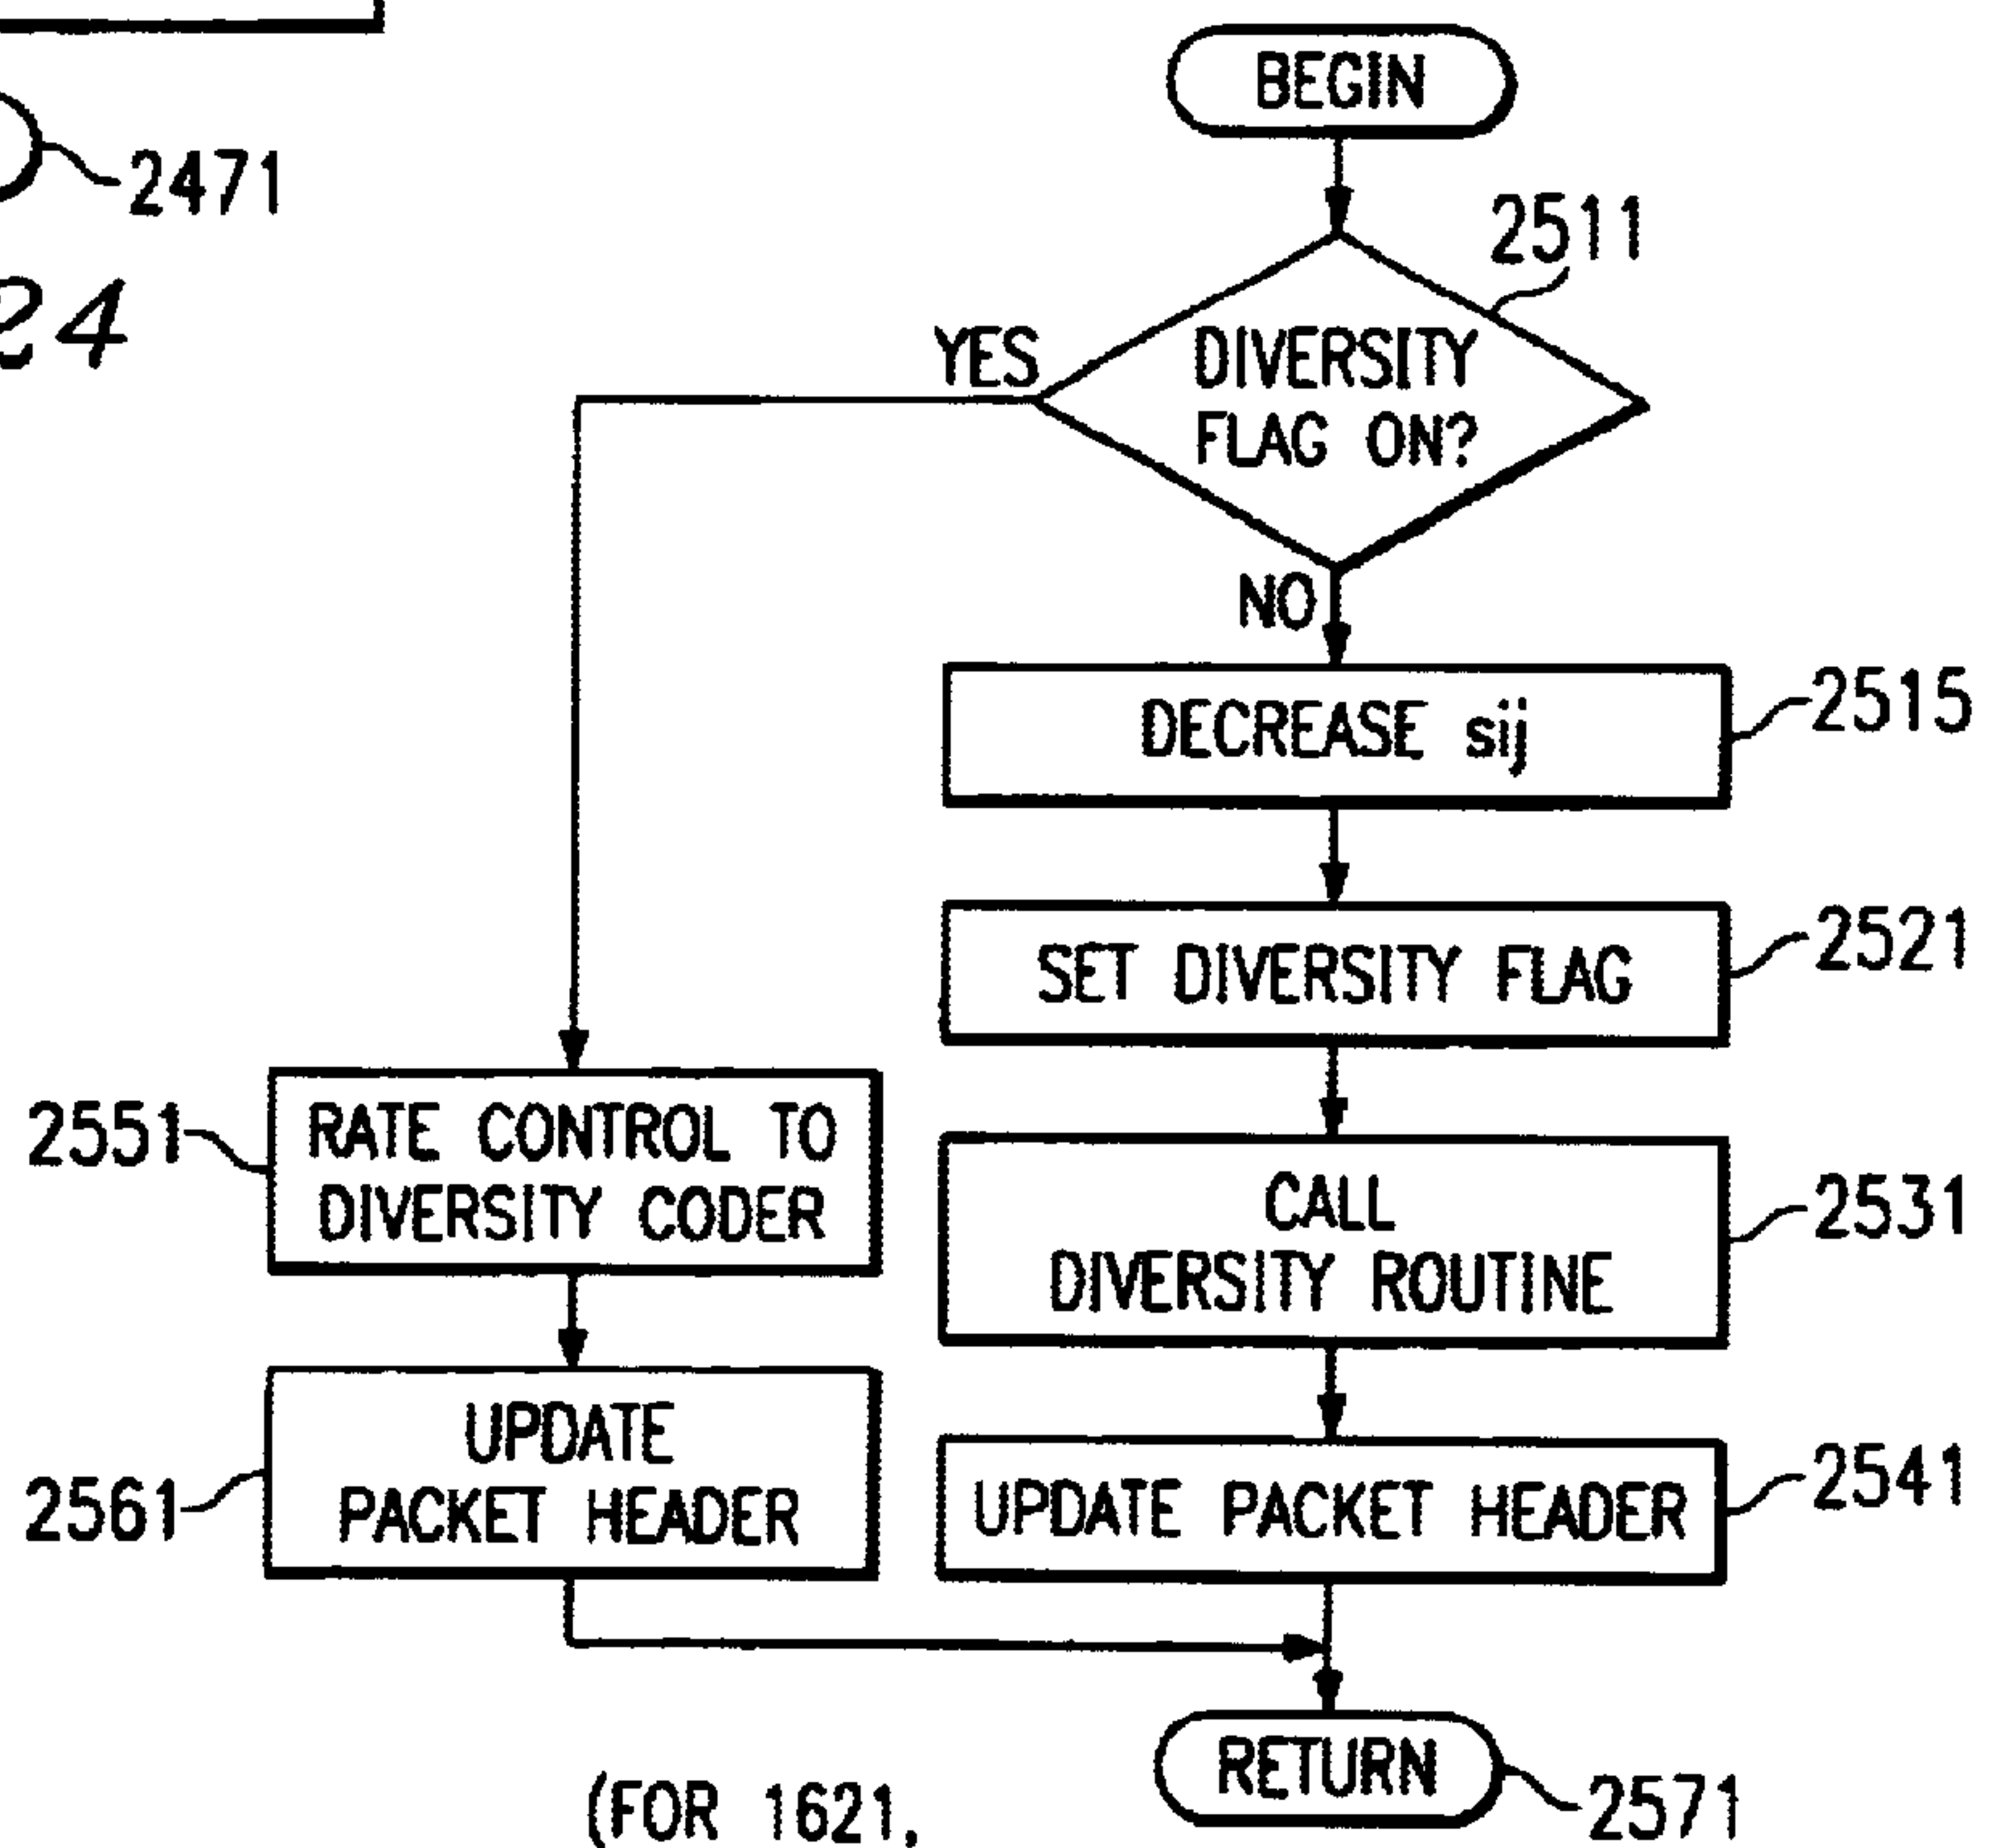 BEGIN
2471
2511
24
YES
DIVERSITY
FLAG ON?
NO
DECREASE sij
2515
SET DIVERSITY FLAG
2521
2551
RATE CONTROL TO
DIVERSITY CODER
CALL
DIVERSITY ROUTINE
2531
UPDATE
PACKET HEADER
2561
UPDATE PACKET HEADER
2541
RETURN
2571
(FOR 1621,